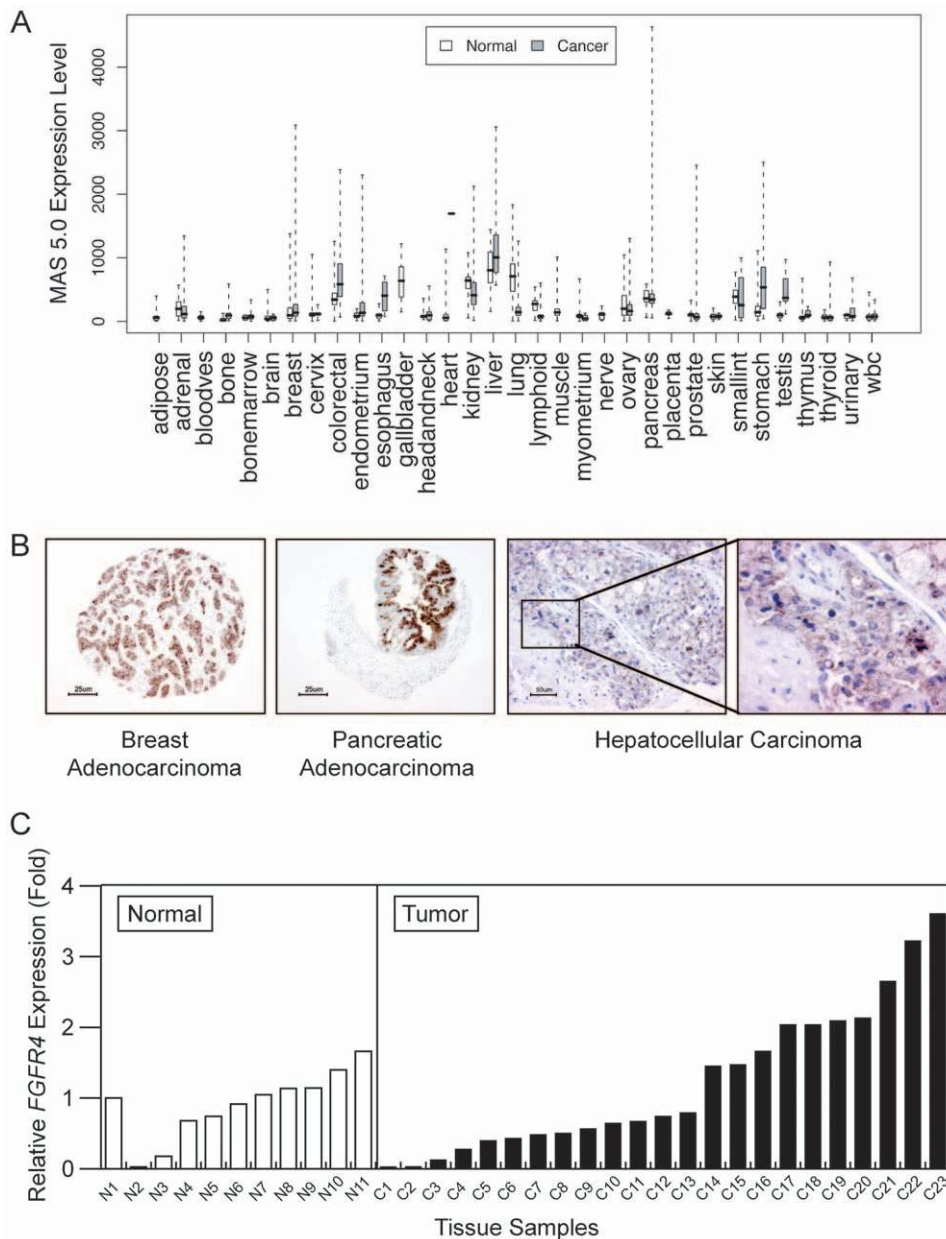 A
MAS 5.0 Expression Level
0
1000
2000
3000
4000
Normal Cancer
adipose
adrenal
bloodves
bone
bonemarrow
brain
breast
cervix
colorectal
endometrium
esophagus
gallbladder
headandneck
heart
kidney
liver
lung
lymphoid
muscle
myometrium
nerve
ovary
pancreas
placenta
prostate
skin
smallint
stomach
testis
thymus
thyroid
urinary
wbc
B
25um
25um
50um
Breast
Adenocarcinoma
Pancreatic
Adenocarcinoma
Hepatocellular Carcinoma
C
Relative FGFR4 Expression (Fold)
4
3
2
1
0
Normal
Tumor
N1
N2
N3
N4
N5
N6
N7
N8
N9
N10
N11
C1
C2
C3
C4
C5
C6
C7
C8
C9
C10
C11
C12
C13
C14
C15
C16
C17
C18
C19
C20
C21
C22
C23
Tissue Samples